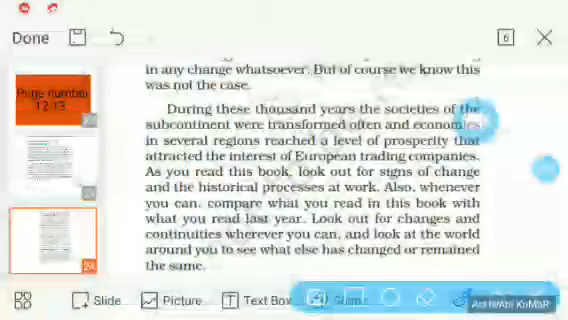 Done
6
in any change whatsoever. But of course we know this
was not the case.
During these thousand years the societies of the
subcontinent were transformed often and economies
in several regions reached a level of prosperity that
attracted the interest of European trading companies.
As you read this book, look out for signs of change
and the historical processes at work. Also, whenever
you can, compare what you read in this book with
what you read last year. Look out for changes and
continuities wherever you can, and look at the world
around you to see what else has changed or remained
the same.
Page number
12-13
24
Slide
Picture
Text Box